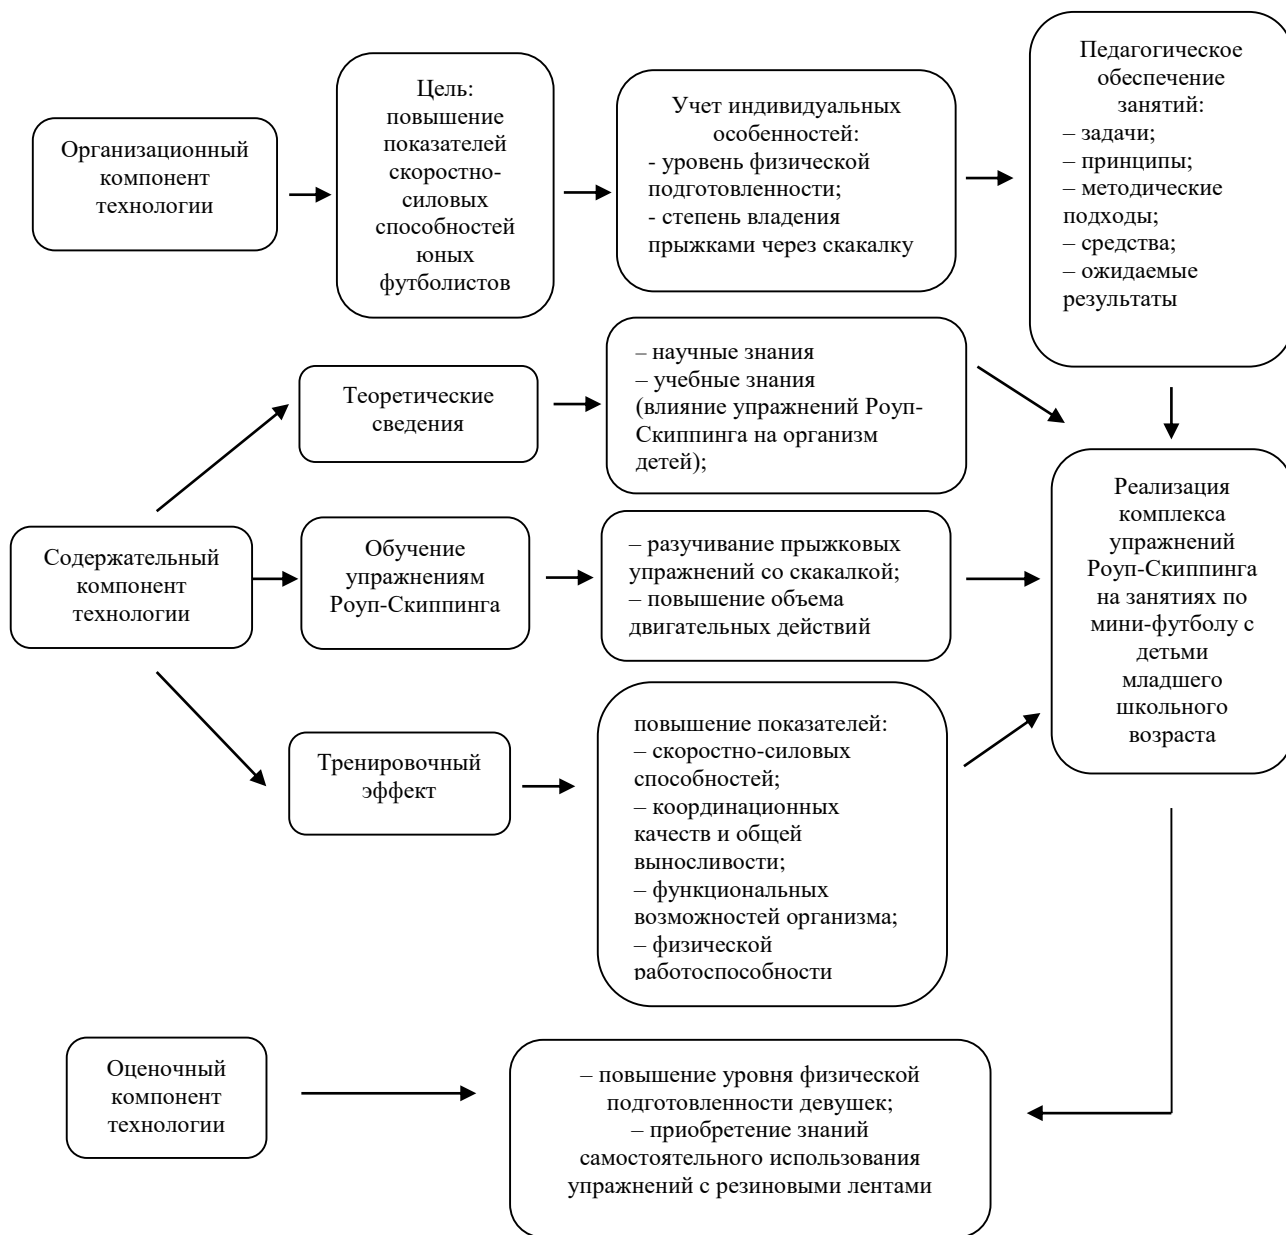 Организационный
компонент
технологии
Цель:
повышение
показателей
скоростно-
силовых
способностей
юных
футболистов
Учет индивидуальных
особенностей:
- уровень физической
подготовленности;
- степень владения
прыжками через скакалку
Педагогическое
обеспечение
занятий:
– задачи;
– принципы;
– методические
подходы;
– средства;
– ожидаемые
результаты
Теоретические
сведения
– научные знания
– учебные знания
(влияние упражнений Роуп-
Скиппинга на организм
детей);
Содержательный
компонент
технологии
Обучение
упражнениям
Роуп-Скиппинга
– разучивание прыжковых
упражнений со скакалкой;
– повышение объема
двигательных действий
Реализация
комплекса
упражнений
Роуп-Скиппинга
на занятиях по
мини-футболу с
детьми
младшего
школьного
возраста
Тренировочный
эффект
повышение показателей:
– скоростно-силовых
способностей;
– координационных
качеств и общей
выносливости;
– функциональных
возможностей организма;
– физической
работоспособности
Оценочный
компонент
технологии
– повышение уровня физической
подготовленности девушек;
– приобретение знаний
самостоятельного использования
упражнений с резиновыми лентами